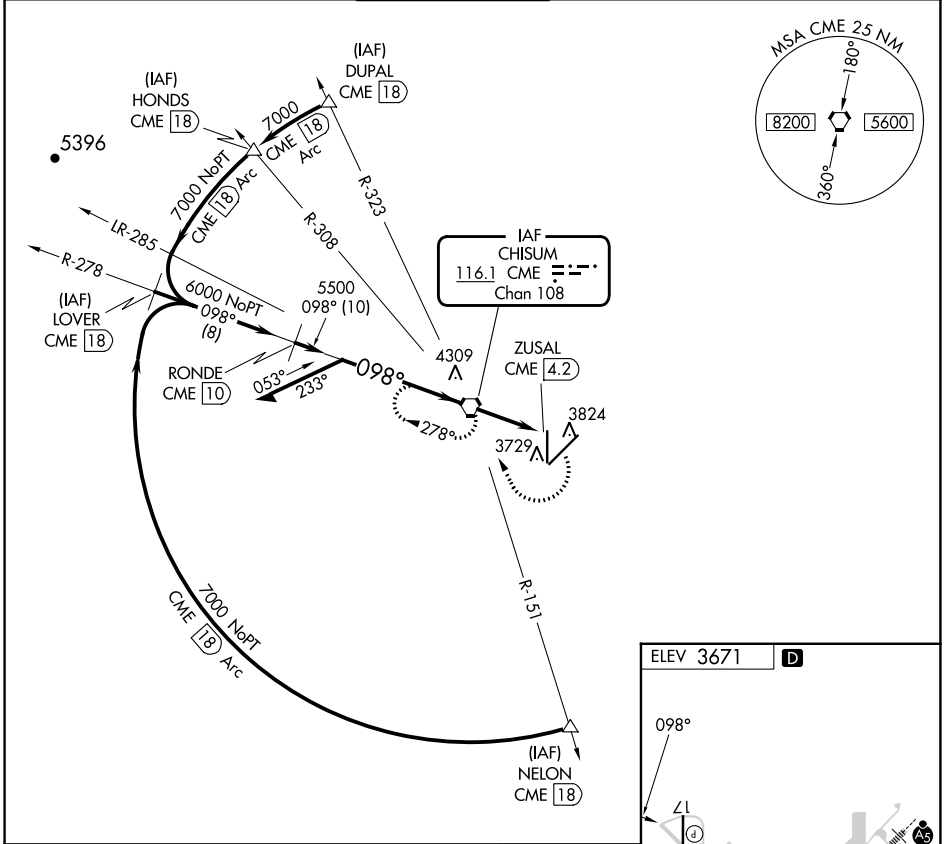 MSA CME 25 NM
180°
8200
5600
360°
(IAF)
DUPAL
CME 18
(IAF)
HONDS
CME 18
7000
CME 18
Arc
5396
7000 NoPT
CME 18 Arc
R-323
R-308
LR-285
R-278
IAF
CHISUM
116.1 CME
Chan 108
(IAF)
LOVER
CME 18
6000 NoPT
098°
(8)
5500
098° (10)
RONDE
CME 10
053°
233°
098°
4309
ZUSAL
CME 4.2
278°
3729
3824
R-151
7000 NoPT
CME 18 Arc
(IAF)
NELON
CME 18
ELEV 3671
D
098°
17
P
A5